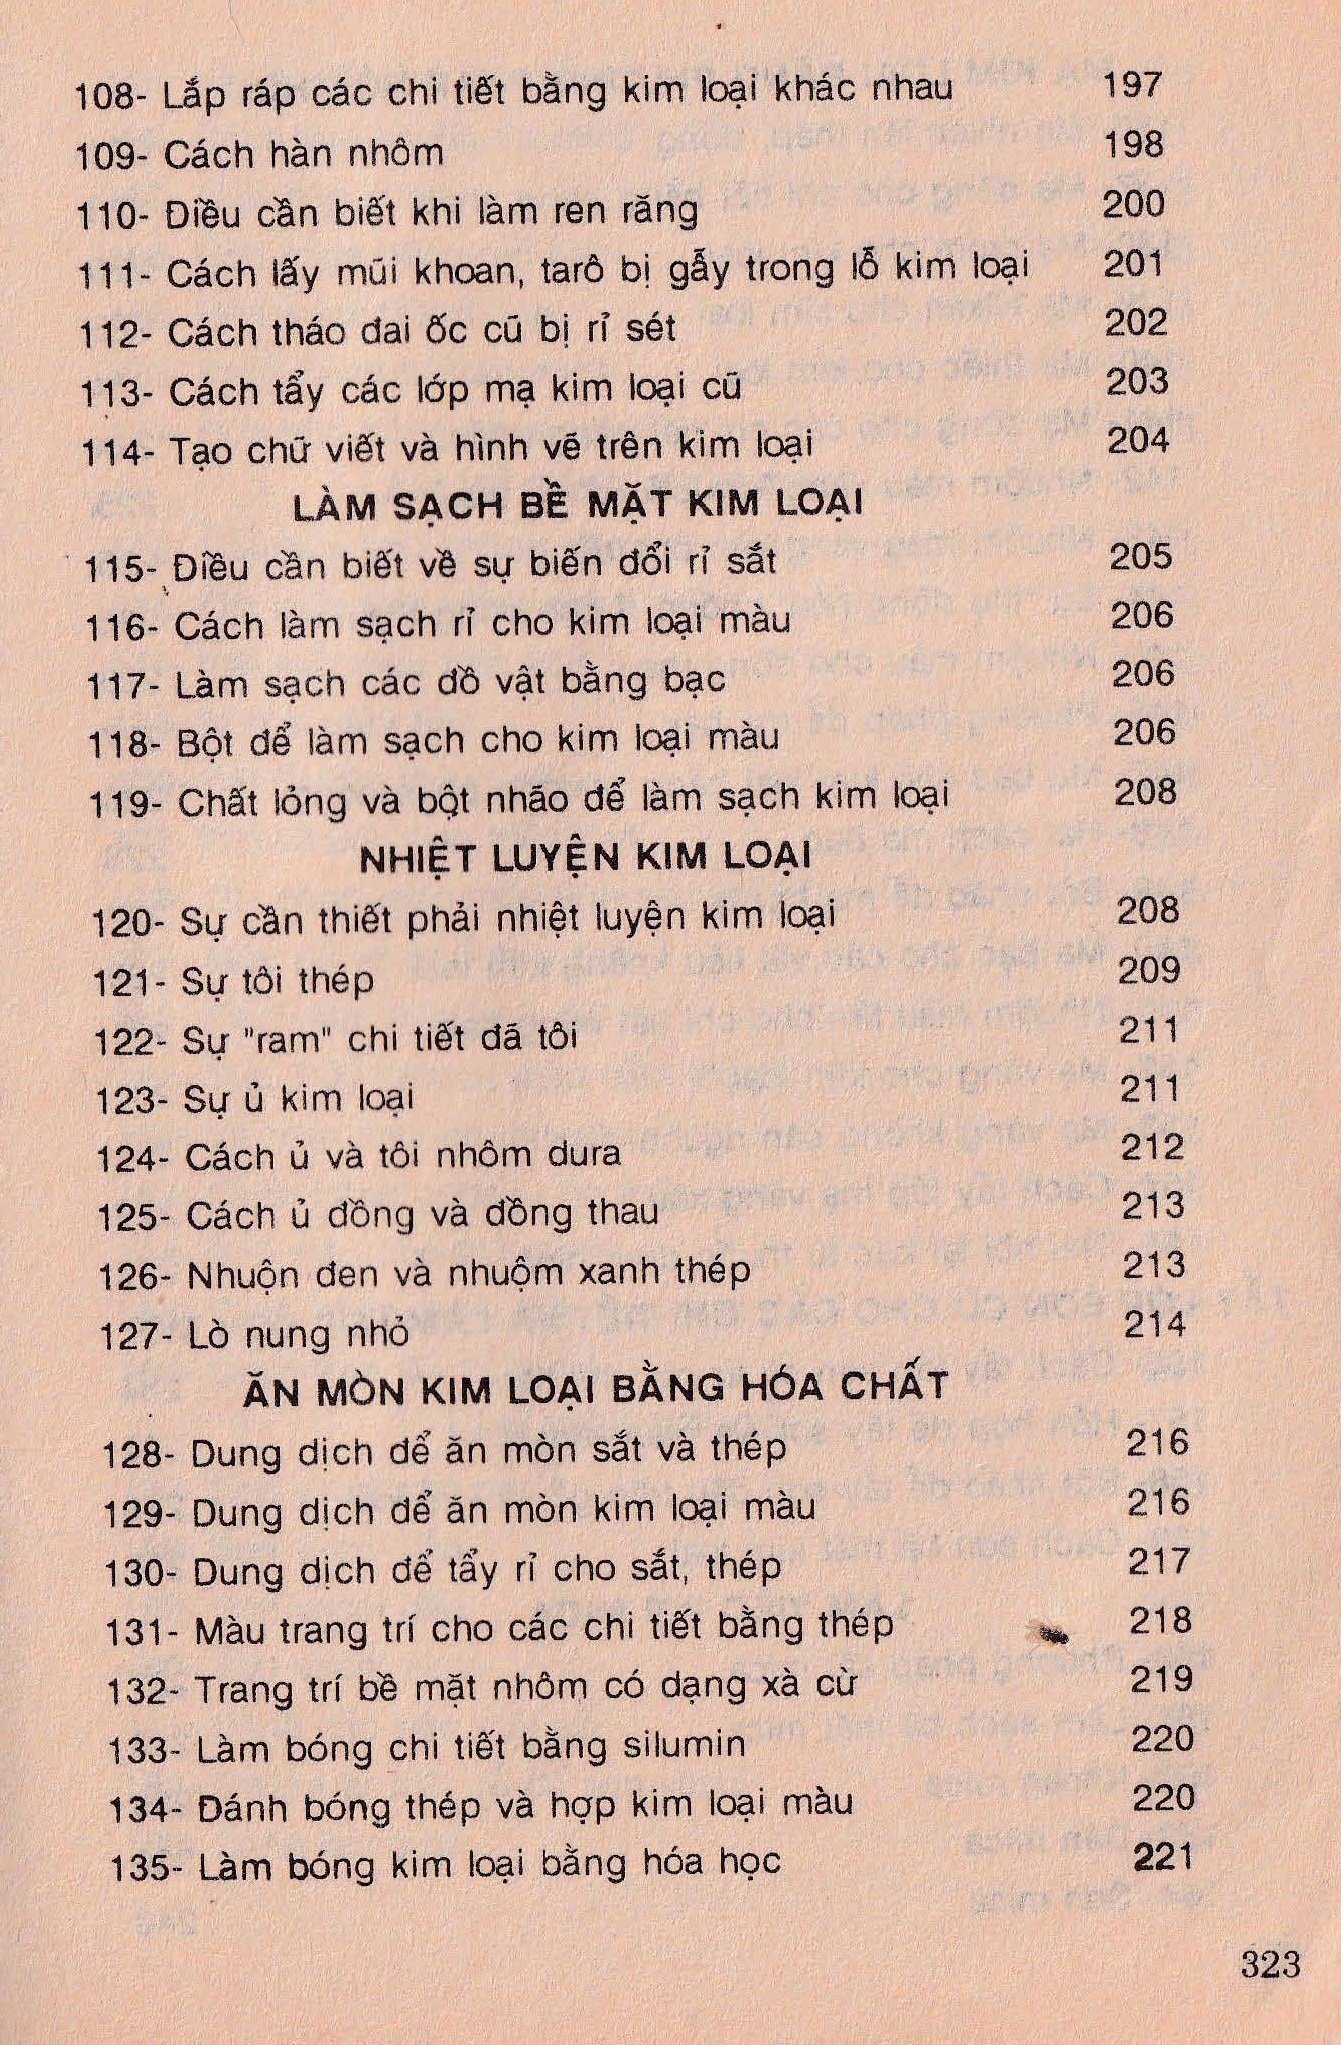 108- Lắp ráp các chi tiết bằng kim loại khác nhau 197
109- Cách hàn nhôm 198
110- Điều cần biết khi làm ren răng 200
111- Cách lấy mũi khoan, tarô bị gẫy trong lỗ kim loại 201
112- Cách tháo đai ốc cũ bị rỉ sét 202
113- Cách tẩy các lớp mạ kim loại cũ 203
114- Tạo chữ viết và hình vẽ trên kim loại 204
LÀM SẠCH BỀ MẶT KIM LOẠI
115- Điều cần biết về sự biến đổi rỉ sắt 205
116- Cách làm sạch rỉ cho kim loại màu 206
117- Làm sạch các đồ vật bằng bạc 206
118- Bột để làm sạch cho kim loại màu 206
119- Chất lỏng và bột nhão để làm sạch kim loại 208
NHIỆT LUYỆN KIM LOẠI
120- Sự cần thiết phải nhiệt luyện kim loại 208
121- Sự tôi thép 209
122- Sự "ram" chi tiết đã tôi 211
123- Sự ủ kim loại 211
124- Cách ủ và tôi nhôm dura 212
125- Cách ủ đồng và đồng thau 213
126- Nhuộn đen và nhuộm xanh thép 213
127- Lò nung nhỏ 214
ĂN MÒN KIM LOẠI BẰNG HÓA CHẤT
128- Dung dịch để ăn mòn sắt và thép 216
129- Dung dịch để ăn mòn kim loại màu 216
130- Dung dịch để tẩy rỉ cho sắt, thép 217
131- Màu trang trí cho các chi tiết bằng thép 218
132- Trang trí bề mặt nhôm có dạng xà cừ 219
133- Làm bóng chi tiết bằng silumin 220
134- Đánh bóng thép và hợp kim loại màu 220
135- Làm bóng kim loại bằng hóa học 221
323